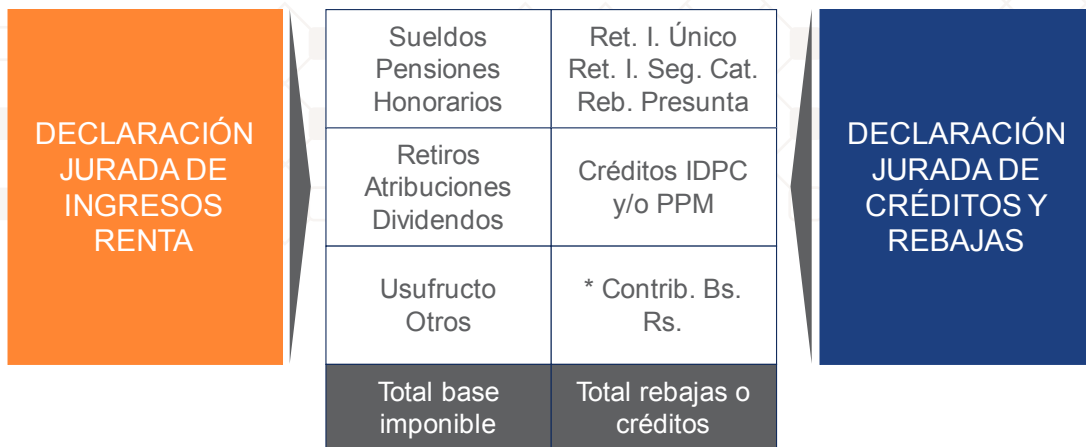 DECLARACIÓN
JURADA DE
INGRESOS
RENTA
Sueldos
Pensiones
Honorarios
Ret. I. Único
Ret. I. Seg. Cat.
Reb. Presunta
Retiros
Atribuciones
Dividendos
Créditos IDPC
y/o PPM
Usufructo
Otros
* Contrib. Bs.
Rs.
Total base
imponible
Total rebajas o
créditos
DECLARACIÓN
JURADA DE
CRÉDITOS Y
REBAJAS